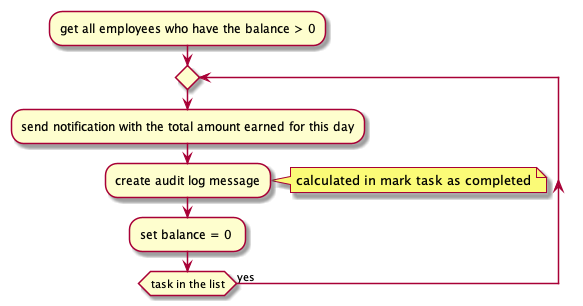 get all employees who have the balance > 0
send notification with the total amount earned for this day
create audit log message
calculated in mark task as completed
set balance = 0
task in the list
yes